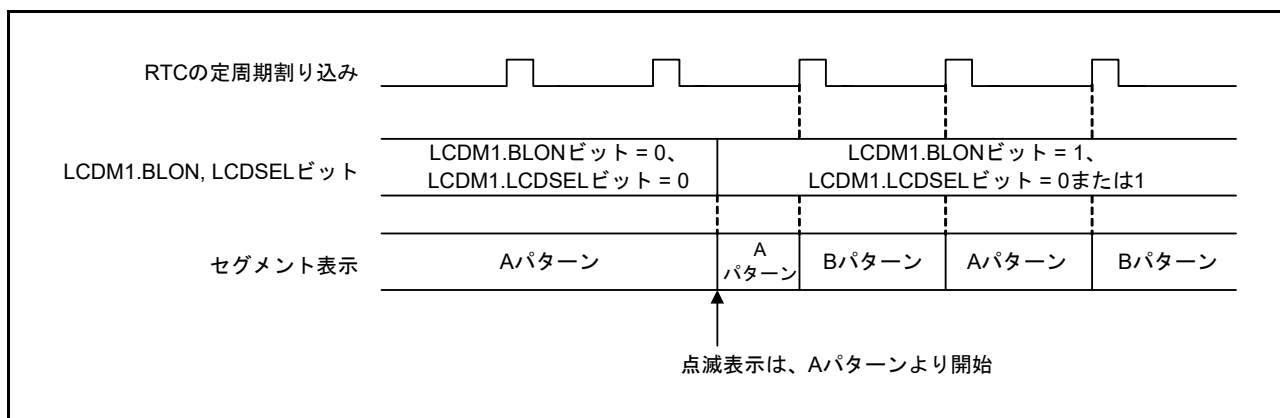 RTCの定周期割り込み
LCDM1.BLON, LCDSELビット
LCDM1.BLONビット = 0、
LCDM1.LCDSELビット = 0
LCDM1.BLONビット = 1、
LCDM1.LCDSELビット = 0または1
セグメント表示
Aパターン
A
パターン
Bパターン
Aパターン
Bパターン
点滅表示は、Aパターンより開始